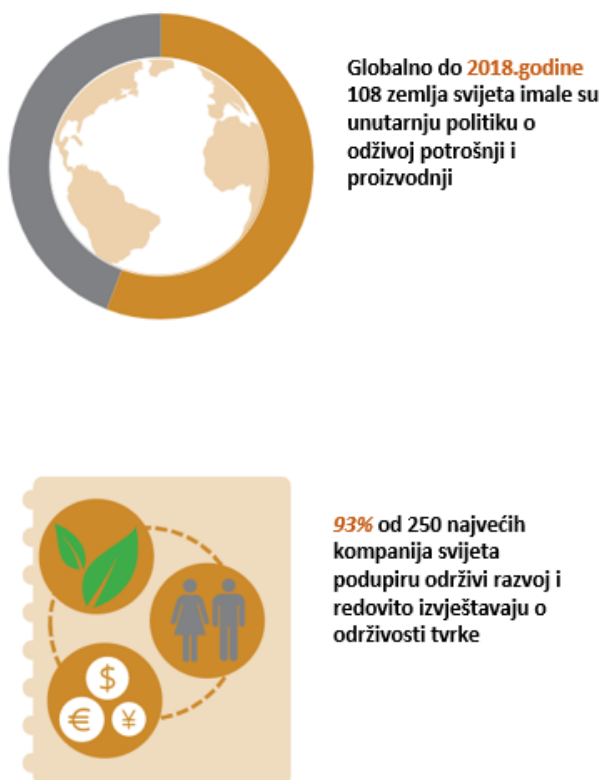 Globalno do 2018.godine
108 zemlja svijeta imale su
unutarnju politiku o
odživoj potrošnji i
proizvodnji
93% od 250 najvećih
kompanija svijeta
podupiru održivi razvoj i
redovito izvještavaju o
održivosti tvrke
$
€ ¥